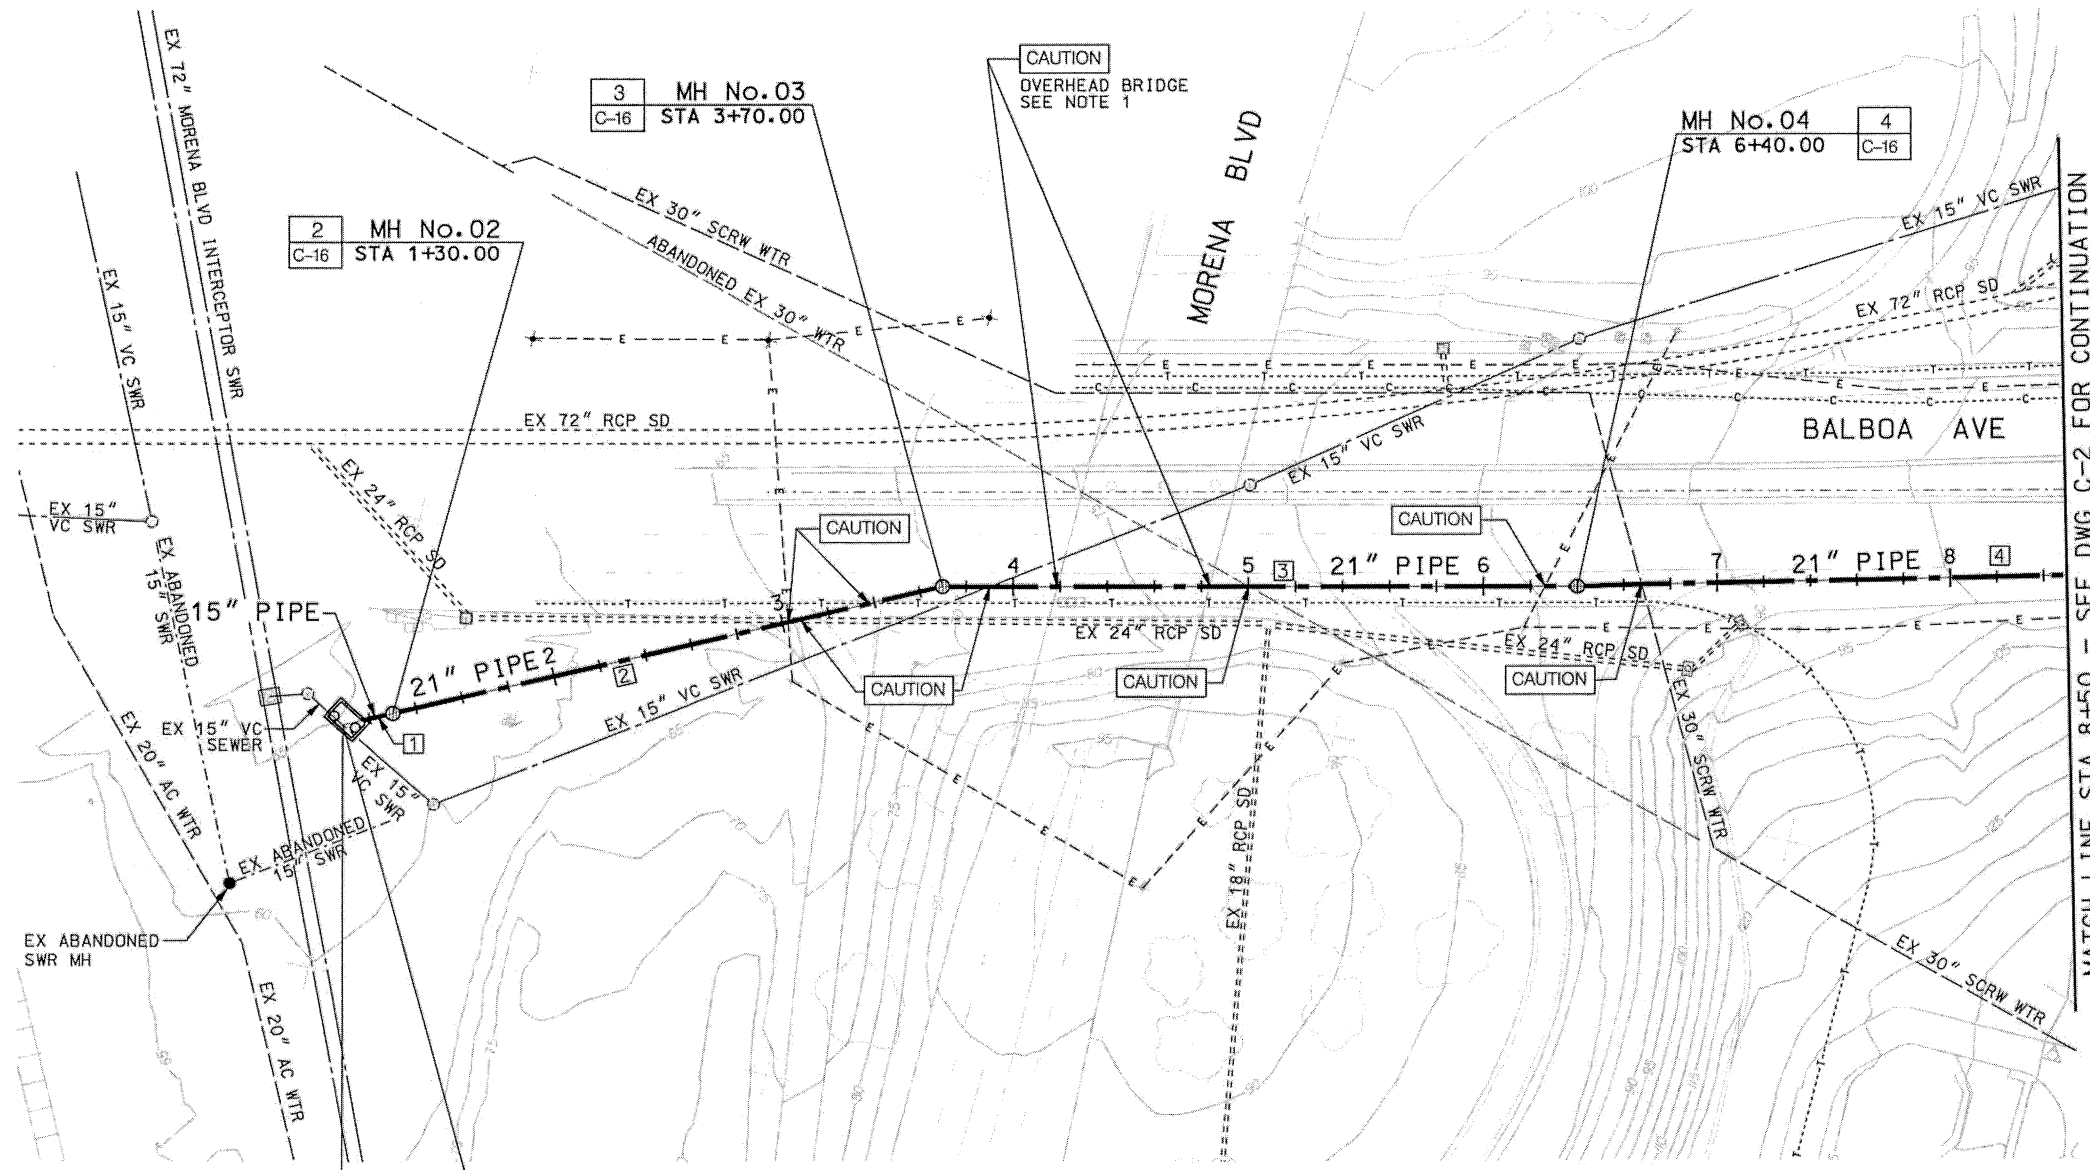 EX 72" MORENA BLVD INTERCEPTOR SWR
3
C-16
MH No.03
STA 3+70.00
CAUTION
OVERHEAD BRIDGE
SEE NOTE 1
MORENA BLVD
MH No.04
STA 6+40.00
4
C-16
EX 15" VC SWR
MATCH LINE STA 8+50 - SEE DWG C-2 FOR CONTINUATION
2
C-16
MH No.02
STA 1+30.00
EX 30" SCRW WTR
ABANDONED EX 30" WTR
EX 15" VC SWR
EX 72" RCP SD
EX 72" RCP SD
BALBOA AVE
EX 15" VC SWR
EX 24" RCP SD
EX 15"
VC SWR
EX ABANDONED
15" SWR
CAUTION
CAUTION
15" PIPE
21" PIPE
2
2
3
4
5
3
21" PIPE
6
7
21" PIPE
8
4
EX 24" RCP SD
EX 24" RCP SD
CAUTION
CAUTION
CAUTION
EX 15" VC SWR
EX 15" VC
SEWER
1
EX 15"
VC SWR
EX 20" AC WTR
EX ABANDONED
15" SWR
EX 30" SCRW WTR
EX 18" RCP SD
EX ABANDONED
SWR MH
EX 20" AC WTR
EX 30" SCRW WTR